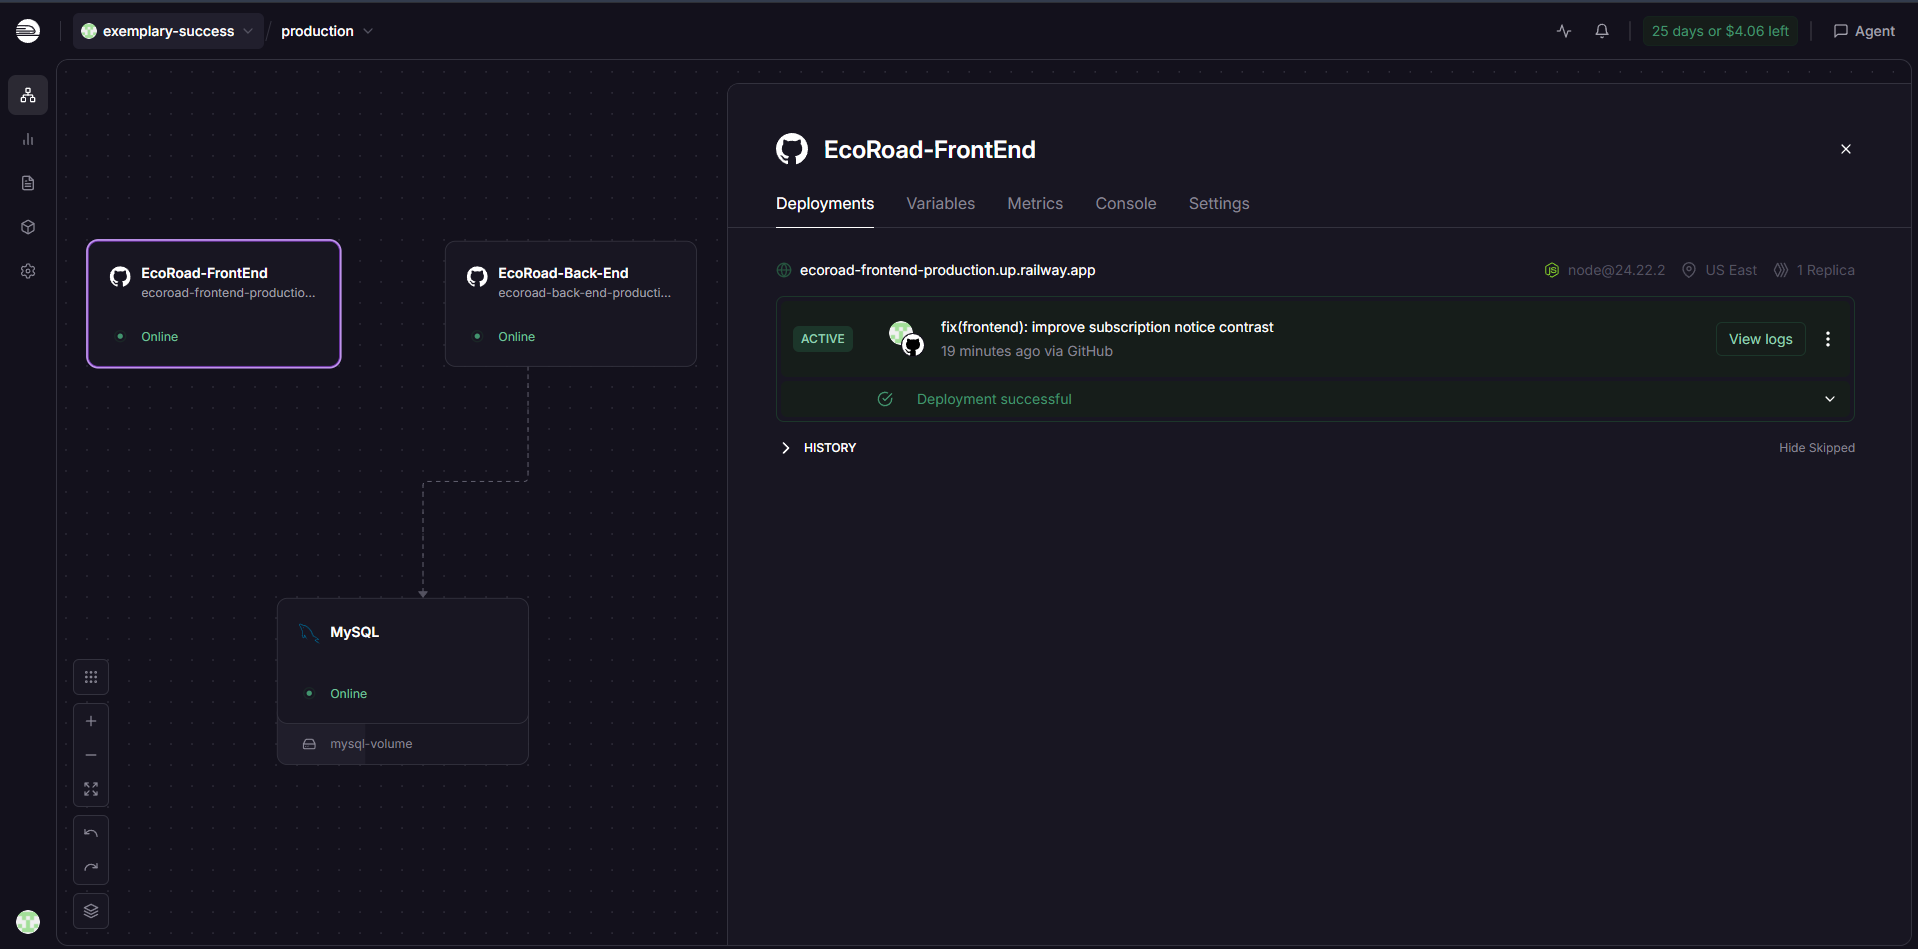 exemplary-success / production
25 days or $4.06 left
Agent
EcoRoad-FrontEnd
ecoroad-frontend-productio...
Online
EcoRoad-Back-End
ecoroad-back-end-producti...
Online
MySQL
Online
mysql-volume
EcoRoad-FrontEnd
Deployments Variables Metrics Console Settings
ecoroad-frontend-production.up.railway.app
node@24.22.2 US East 1 Replica
ACTIVE
fix(frontend): improve subscription notice contrast
19 minutes ago via GitHub
View logs
Deployment successful
HISTORY
Hide Skipped